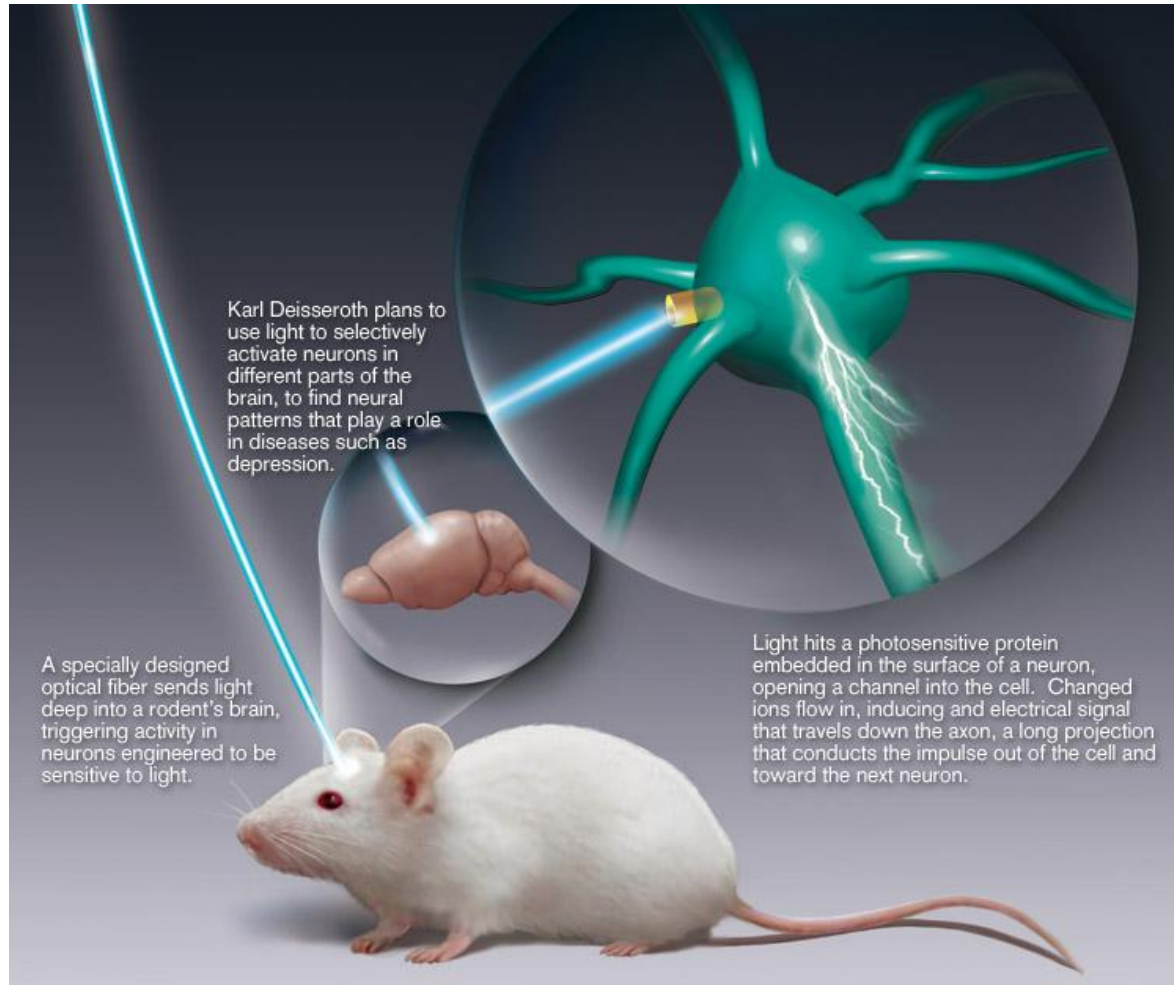 Karl Deisseroth plans to
use light to selectively
activate neurons in
different parts of the
brain, to find neural
patterns that play a role
in diseases such as
depression.
A specially designed
optical fiber sends light
deep into a rodent's brain,
triggering activity in
neurons engineered to be
sensitive to light.
Light hits a photosensitive protein
embedded in the surface of a neuron,
opening a channel into the cell.  Changed
ions flow in, inducing and electrical signal
that travels down the axon, a long projection
that conducts the impulse out of the cell and
toward the next neuron.